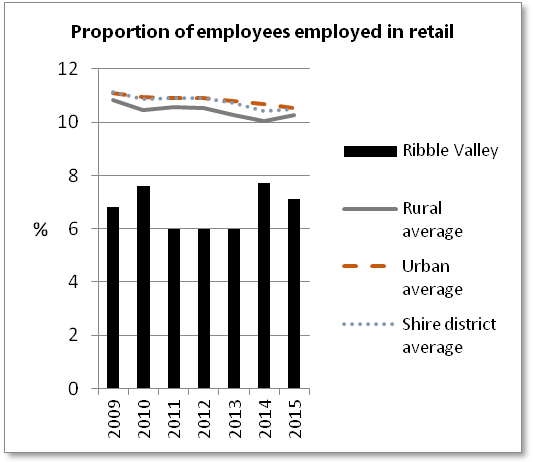 Proportion of employees employed in retail
12
10
8
6
4
2
0
%
2009
2010
2011
2012
2013
2014
2015
Ribble Valley
Rural
average
Urban
average
Shire district
average